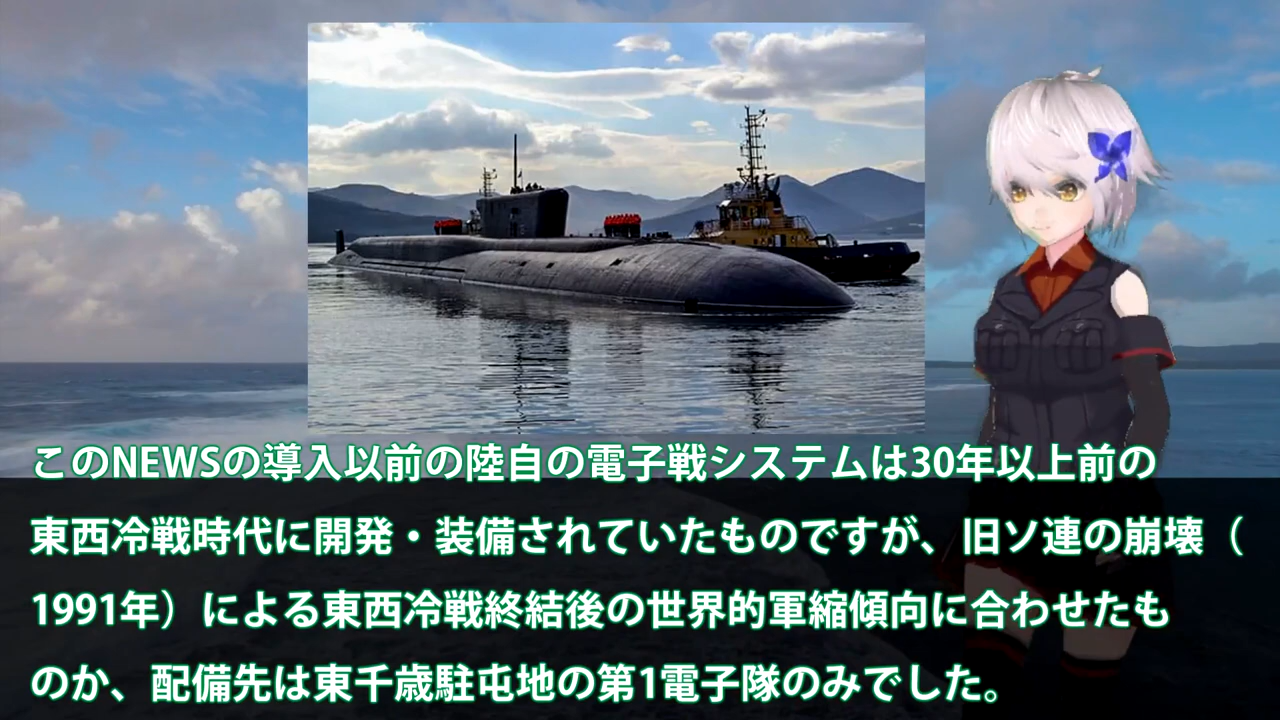 このNEWSの導入以前の陸自の電子戦システムは30年以上前の
東西冷戦時代に開発・装備されていたものですが、旧ソ連の崩壊（
1991年）による東西冷戦終結後の世界的軍縮傾向に合わせたも
のか、配備先は東千歳駐屯地の第1電子隊のみでした。